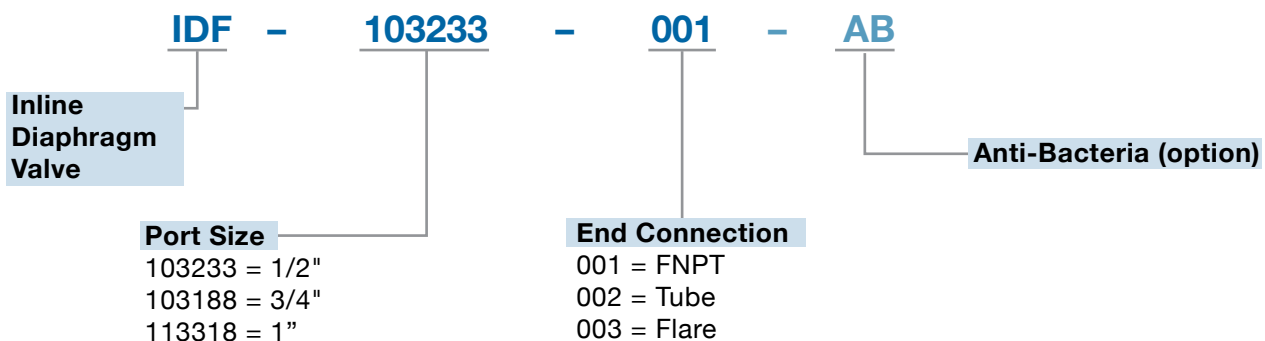 IDF – 103233 – 001 - AB
Inline
Diaphragm
Valve
Anti-Bacteria (option)
Port Size
103233 = 1/2"
103188 = 3/4"
113318 = 1”
End Connection
001 = FNPT
002 = Tube
003 = Flare